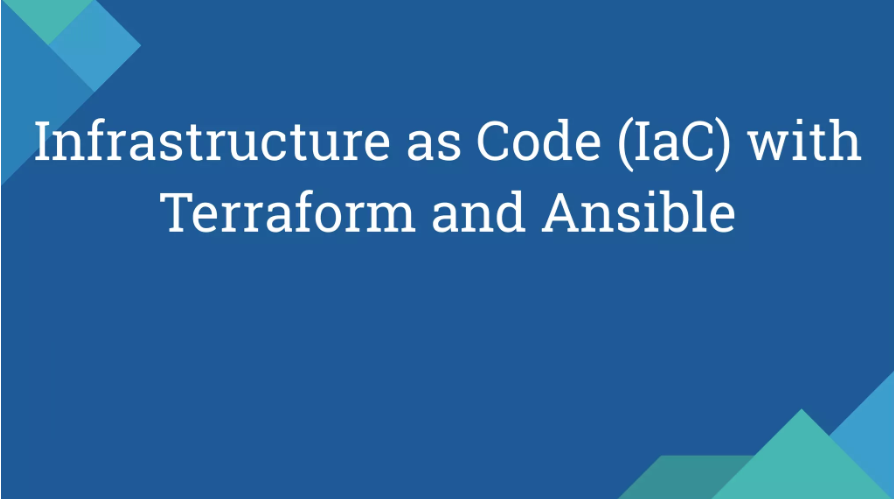 Infrastructure as Code (IaC) with
Terraform and Ansible